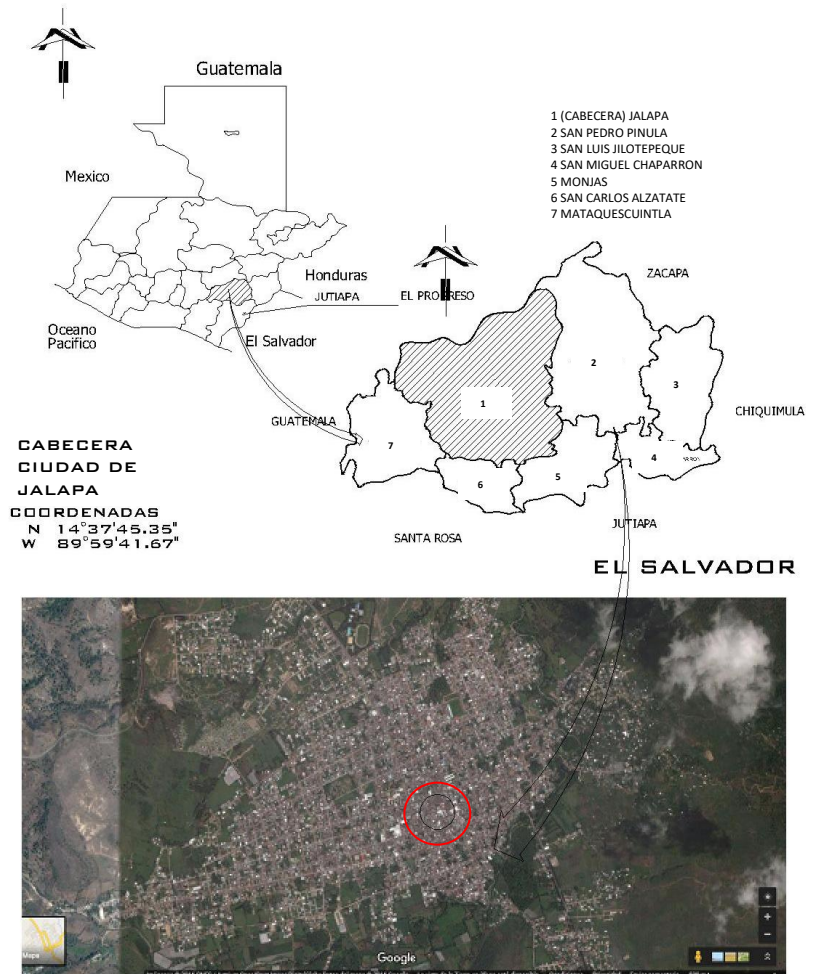 Guatemala
Mexico
Honduras
JUTIAPA
Oceano
Pacifico
El Salvador
1 (CABECERA) JALAPA
2 SAN PEDRO PINULA
3 SAN LUIS JILOTEPEQUE
4 SAN MIGUEL CHAPARRON
5 MONJAS
6 SAN CARLOS ALZATATE
7 MATAQUESCUINTLA
EL PROGRESO
ZACAPA
GUATEMALA
CHIQUIMULA
1
2
3
4
5
6
7
SANTA ROSA
JUTIAPA
EL SALVADOR
CABECERA
CIUDAD DE
JALAPA
COORDENADAS
N 14°37'45.35"
W 89°59'41.67"
Mapa
Google